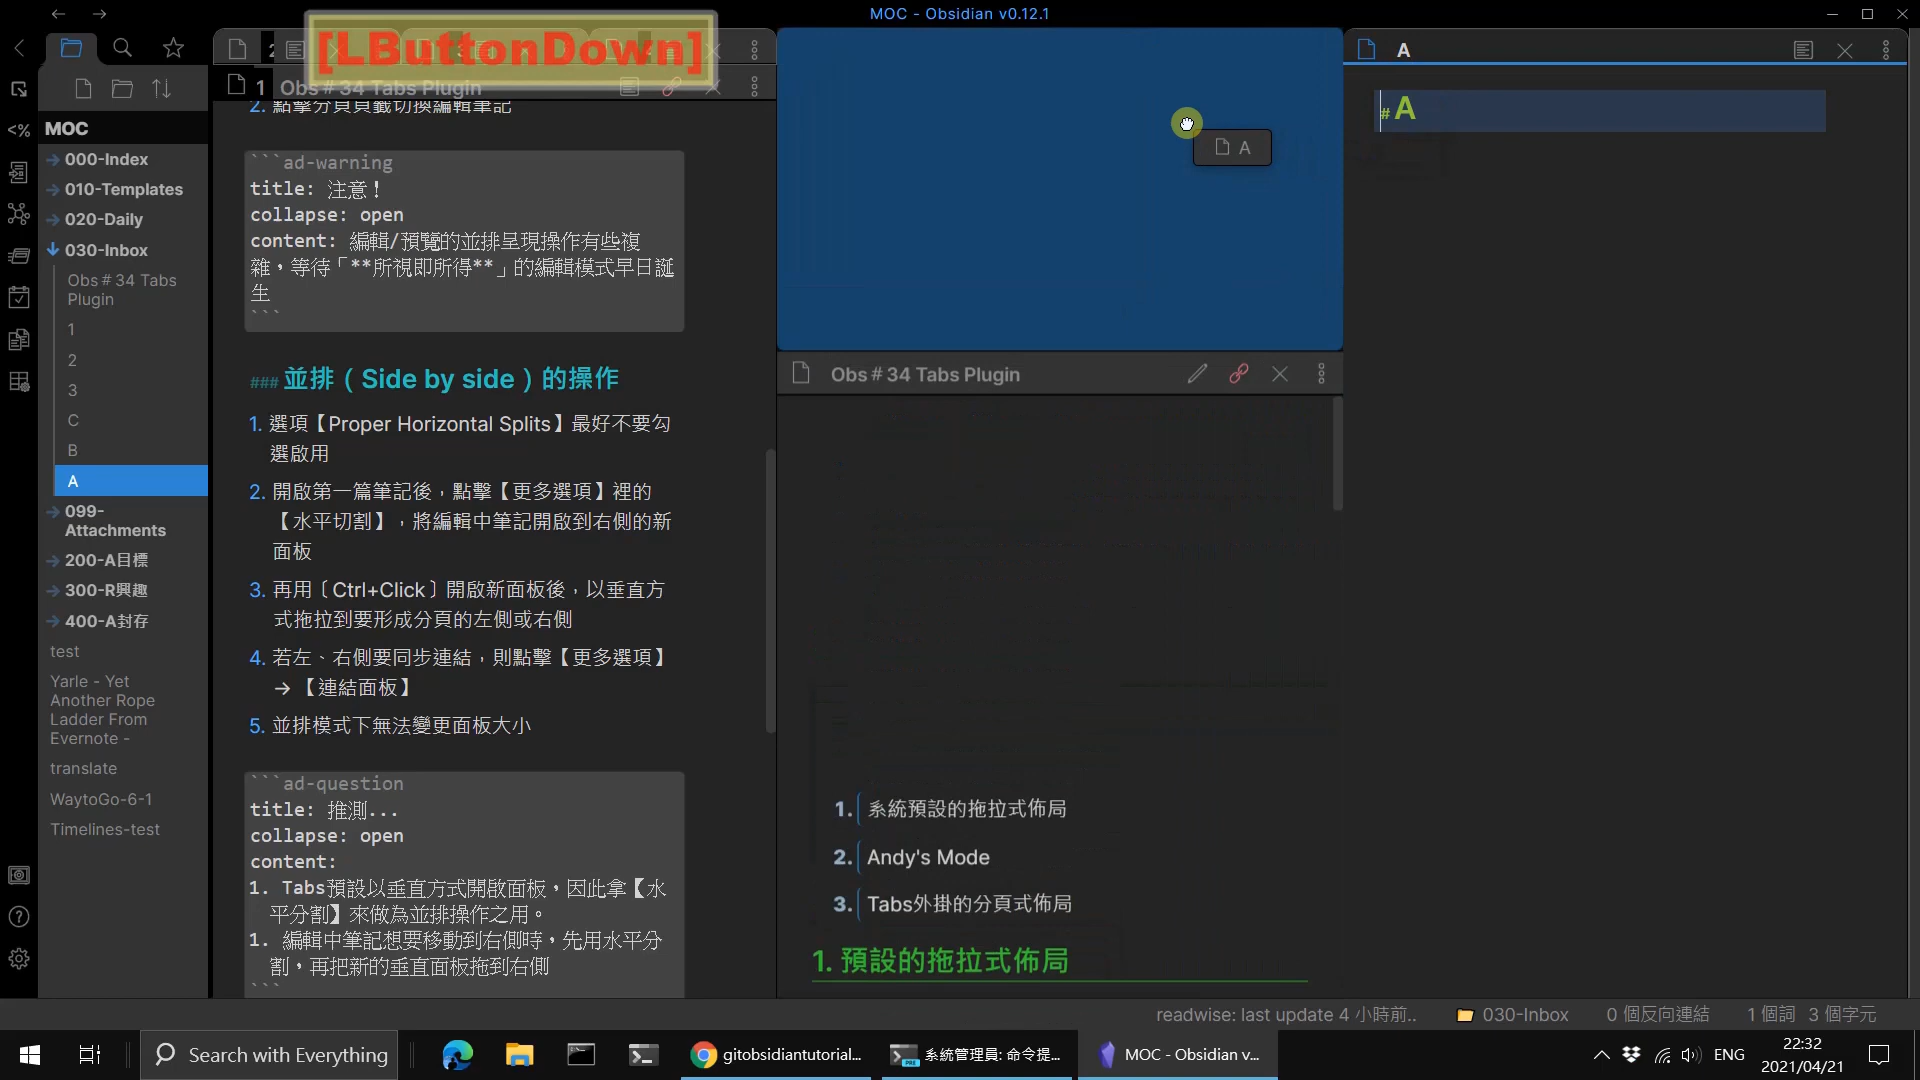 MOC - Obsidian v0.12.1
[LButtonDown]
2
1 Obs # 34 Tabs Plugin
A
MOC
000-Index
010-Templates
020-Daily
030-Inbox
Obs # 34 Tabs
Plugin
1
2
3
C
B
A
099-
Attachments
200-A目標
300-R興趣
400-A封存
test
Yarle - Yet
Another Rope
Ladder From
Evernote -
translate
WaytoGo-6-1
Timelines-test
2. 點擊分頁頁籤切換編輯筆記
```ad-warning
title: 注意！
collapse: open
content: 編輯/預覽的並排呈現操作有些複
雜，等待「**所視即所得**」的編輯模式早日誕
生
```
### 並排（Side by side）的操作
1. 選項【Proper Horizontal Splits】最好不要勾
選啟用
2. 開啟第一篇筆記後，點擊【更多選項】裡的
【水平切割】，將編輯中筆記開啟到右側的新
面板
3. 再用〔Ctrl+Click〕開啟新面板後，以垂直方
式拖拉到要形成分頁的左側或右側
4. 若左、右側要同步連結，則點擊【更多選項】
→ 【連結面板】
5. 並排模式下無法變更面板大小
```ad-question
title: 推測...
collapse: open
content:
1. Tabs預設以垂直方式開啟面板，因此拿【水
平分割】來做為並排操作之用。
1. 編輯中筆記想要移動到右側時，先用水平分
割，再把新的垂直面板拖到右側
```
A
Obs # 34 Tabs Plugin
1. 系統預設的拖拉式佈局
2. Andy's Mode
3. Tabs外掛的分頁式佈局
1. 預設的拖拉式佈局
# A
readwise: last update 4 小時前..
030-Inbox
0 個反向連結
1 個詞
3 個字元
Search with Everything
gitobsidiantutorial...
系統管理員: 命令提...
MOC - Obsidian v...
ENG
22:32
2021/04/21